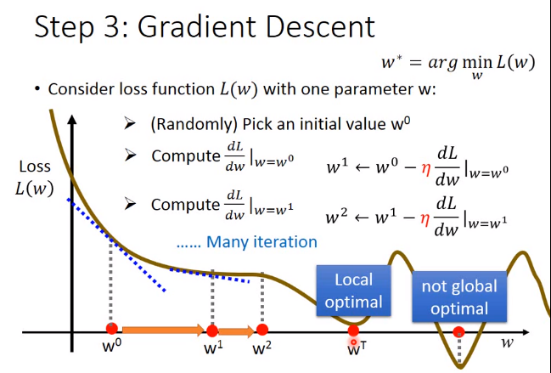 Step 3: Gradient Descent
w* = arg min_w L(w)
• Consider loss function L(w) with one parameter w:
➤ (Randomly) Pick an initial value w⁰
➤ Compute dL/dw |w=w⁰
w¹ ← w⁰ − η dL/dw |w=w⁰
➤ Compute dL/dw |w=w¹
w² ← w¹ − η dL/dw |w=w¹
...... Many iteration
Loss
L(w)
Local
optimal
not global
optimal
w⁰
w¹
w²
wᵀ
w